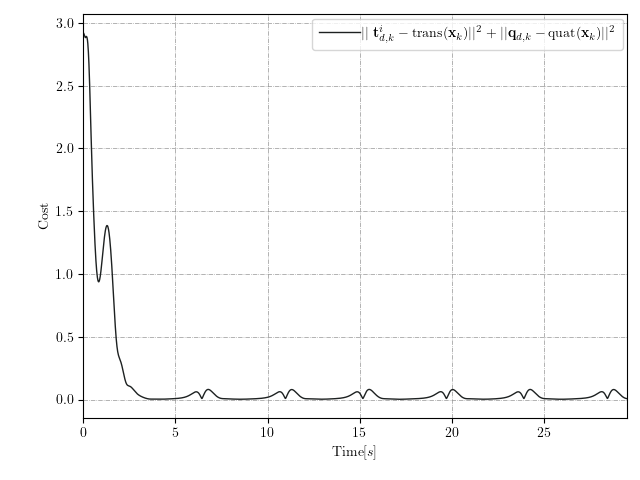 || t^i_{d,k} − trans(x_k)||² + ||q_{d,k} − quat(x_k)||²
3.0
2.5
2.0
1.5
1.0
0.5
0.0
Cost
0 5 10 15 20 25
Time[s]